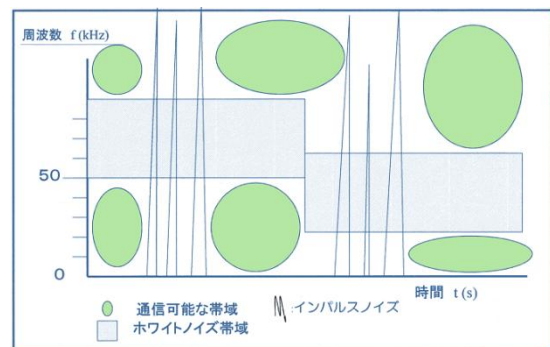 周波数 f(kHz)
50
0
時間 t(s)
通信可能な帯域
:インパルスノイズ
ホワイトノイズ帯域